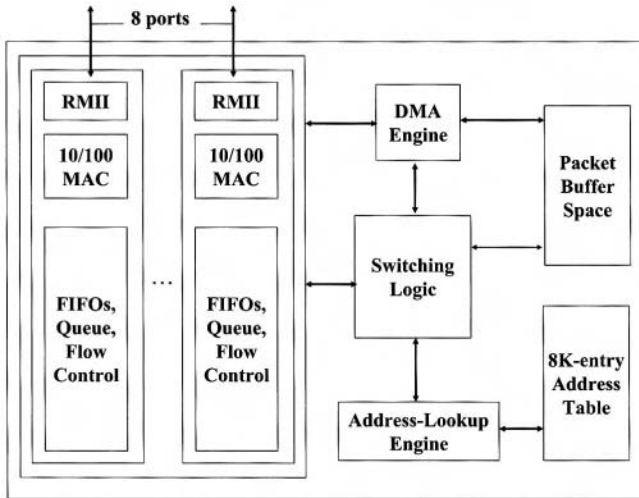 8 ports
RMII
10/100
MAC
FIFOs,
Queue,
Flow
Control
...
RMII
10/100
MAC
FIFOs,
Queue,
Flow
Control
DMA
Engine
Packet
Buffer
Space
Switching
Logic
8K-entry
Address
Table
Address-Lookup
Engine